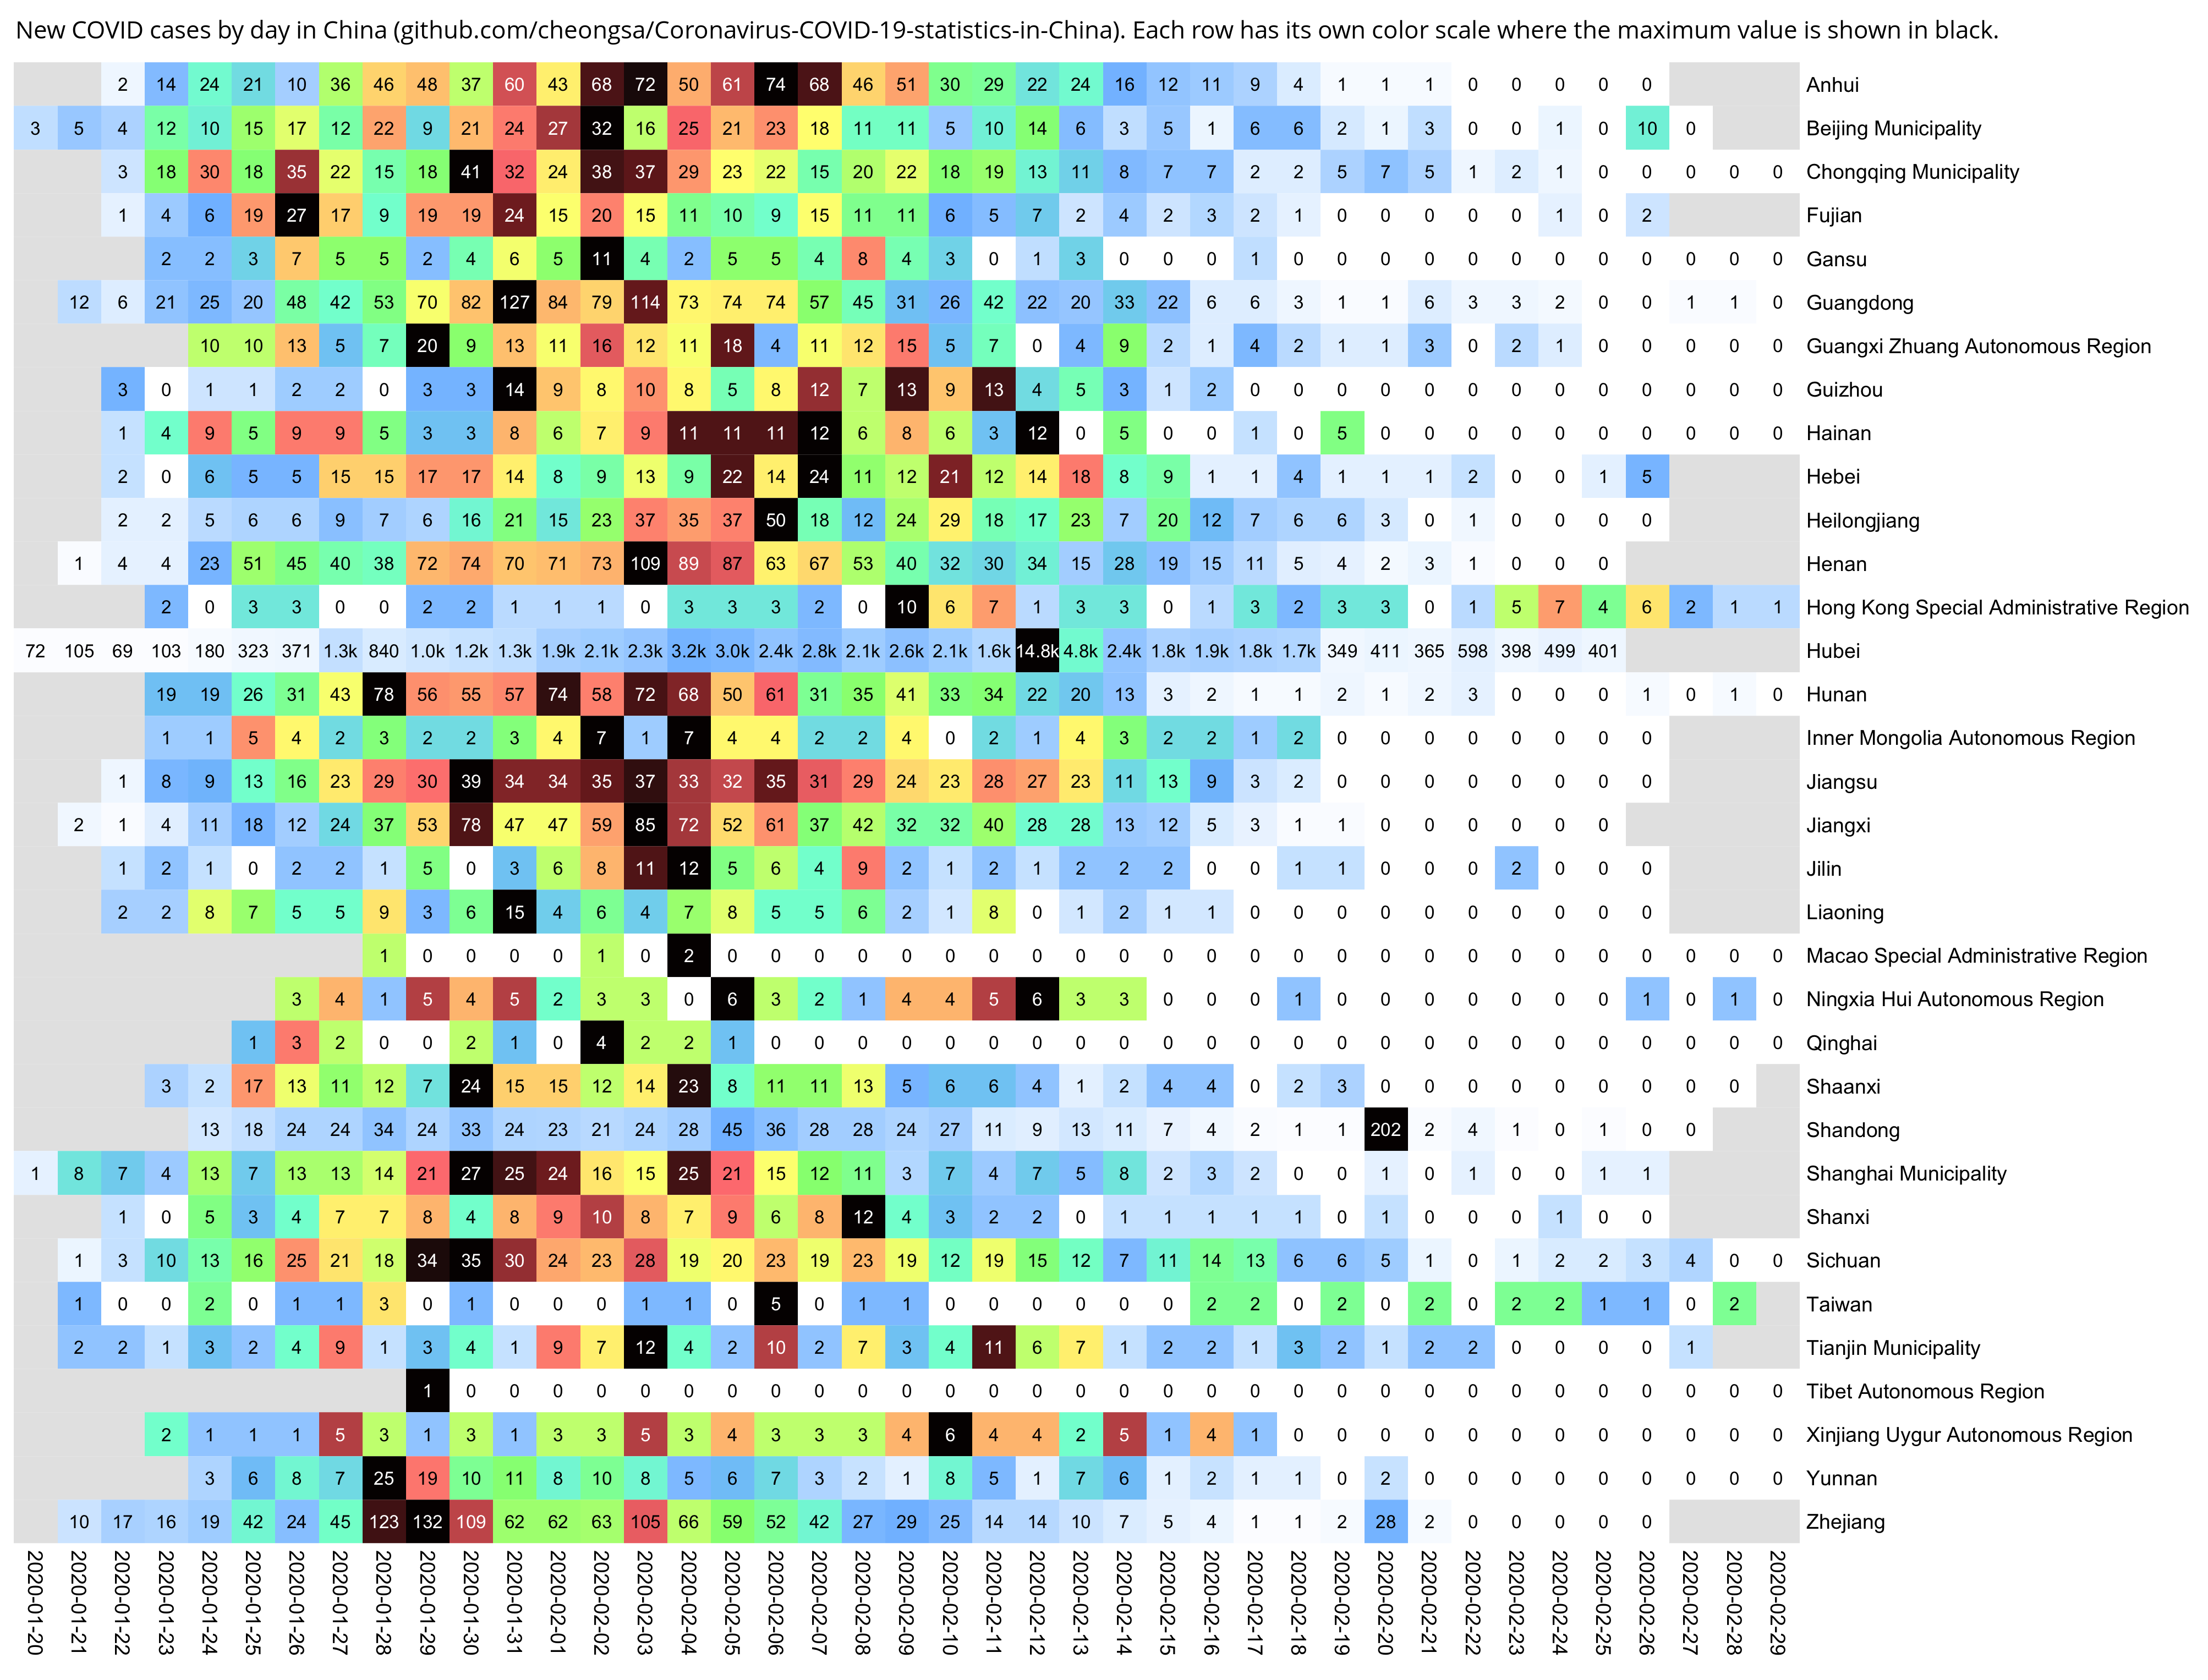 New COVID cases by day in China (github.com/cheongsa/Coronavirus-COVID-19-statistics-in-China). Each row has its own color scale where the maximum value is shown in black.
2 14 24 21 10 36 46 48 37 60 43 68 72 50 61 74 68 46 51 30 29 22 24 16 12 11 9 4 1 1 1 0 0 0 0 0 Anhui
3 5 4 12 10 15 17 12 22 9 21 24 27 32 16 25 21 23 18 11 11 5 10 14 6 3 5 1 6 6 2 1 3 0 0 1 0 10 0 Beijing Municipality
3 18 30 18 35 22 15 18 41 32 24 38 37 29 23 22 15 20 22 18 19 13 11 8 7 7 2 2 5 7 5 1 2 1 0 0 0 0 0 Chongqing Municipality
1 4 6 19 27 17 9 19 19 24 15 20 15 11 10 9 15 11 11 6 5 7 2 4 2 3 2 1 0 0 0 0 0 1 0 2 Fujian
2 2 3 7 5 5 2 4 6 5 11 4 2 5 5 4 8 4 3 0 1 3 0 0 0 1 0 0 0 0 0 0 0 0 0 0 0 0 Gansu
12 6 21 25 20 48 42 53 70 82 127 84 79 114 73 74 74 57 45 31 26 42 22 20 33 22 6 6 3 1 1 6 3 3 2 0 0 1 1 0 Guangdong
10 10 13 5 7 20 9 13 11 16 12 11 18 4 11 12 15 5 7 0 4 9 2 1 4 2 1 1 3 0 2 1 0 0 0 0 0 Guangxi Zhuang Autonomous Region
3 0 1 1 2 2 0 3 3 14 9 8 10 8 5 8 12 7 13 9 13 4 5 3 1 2 0 0 0 0 0 0 0 0 0 0 0 0 0 Guizhou
1 4 9 5 9 9 5 3 3 8 6 7 9 11 11 11 12 6 8 6 3 12 0 5 0 0 1 0 5 0 0 0 0 0 0 0 0 0 0 Hainan
2 0 6 5 5 15 15 17 17 14 8 9 13 9 22 14 24 11 12 21 12 14 18 8 9 1 1 4 1 1 1 2 0 0 1 5 Hebei
2 2 5 6 6 9 7 6 16 21 15 23 37 35 37 50 18 12 24 29 18 17 23 7 20 12 7 6 6 3 0 1 0 0 0 0 Heilongjiang
1 4 4 23 51 45 40 38 72 74 70 71 73 109 89 87 63 67 53 40 32 30 34 15 28 19 15 11 5 4 2 3 1 0 0 0 Henan
2 0 3 3 0 0 2 2 1 1 1 0 3 3 3 2 0 10 6 7 1 3 3 0 1 3 2 3 3 0 1 5 7 4 6 2 1 1 Hong Kong Special Administrative Region
72 105 69 103 180 323 371 1.3k 840 1.0k 1.2k 1.3k 1.9k 2.1k 2.3k 3.2k 3.0k 2.4k 2.8k 2.1k 2.6k 2.1k 1.6k 14.8k 4.8k 2.4k 1.8k 1.9k 1.8k 1.7k 349 411 365 598 398 499 401 Hubei
19 19 26 31 43 78 56 55 57 74 58 72 68 50 61 31 35 41 33 34 22 20 13 3 2 1 1 2 1 2 3 0 0 0 1 0 1 0 Hunan
1 1 5 4 2 3 2 2 3 4 7 1 7 4 4 2 2 4 0 2 1 4 3 2 2 1 2 0 0 0 0 0 0 0 0 Inner Mongolia Autonomous Region
1 8 9 13 16 23 29 30 39 34 34 35 37 33 32 35 31 29 24 23 28 27 23 11 13 9 3 2 0 0 0 0 0 0 0 0 Jiangsu
2 1 4 11 18 12 24 37 53 78 47 47 59 85 72 52 61 37 42 32 32 40 28 28 13 12 5 3 1 1 0 0 0 0 0 0 Jiangxi
1 2 1 0 2 2 1 5 0 3 6 8 11 12 5 6 4 9 2 1 2 1 2 2 2 0 0 1 1 0 0 0 2 0 0 0 Jilin
2 2 8 7 5 5 9 3 6 15 4 6 4 7 8 5 5 6 2 1 8 0 1 2 1 1 0 0 0 0 0 0 0 0 0 0 Liaoning
1 0 0 0 0 1 0 2 0 0 0 0 0 0 0 0 0 0 0 0 0 0 0 0 0 0 0 0 0 0 0 0 0 Macao Special Administrative Region
3 4 1 5 4 5 2 3 3 0 6 3 2 1 4 4 5 6 3 3 0 0 0 1 0 0 0 0 0 0 0 1 0 1 0 Ningxia Hui Autonomous Region
1 3 2 0 0 2 1 0 4 2 2 1 0 0 0 0 0 0 0 0 0 0 0 0 0 0 0 0 0 0 0 0 0 0 0 0 Qinghai
3 2 17 13 11 12 7 24 15 15 12 14 23 8 11 11 13 5 6 6 4 1 2 4 4 0 2 3 0 0 0 0 0 0 0 0 0 Shaanxi
13 18 24 24 34 24 33 24 23 21 24 28 45 36 28 28 24 27 11 9 13 11 7 4 2 1 1 202 2 4 1 0 1 0 0 Shandong
1 8 7 4 13 7 13 13 14 21 27 25 24 16 15 25 21 15 12 11 3 7 4 7 5 8 2 3 2 0 0 1 0 1 0 0 1 1 Shanghai Municipality
1 0 5 3 4 7 7 8 4 8 9 10 8 7 9 6 8 12 4 3 2 2 0 1 1 1 1 1 0 1 0 0 0 1 0 0 Shanxi
1 3 10 13 16 25 21 18 34 35 30 24 23 28 19 20 23 19 23 19 12 19 15 12 7 11 14 13 6 6 5 1 0 1 2 2 3 4 0 0 Sichuan
1 0 0 2 0 1 1 3 0 1 0 0 0 1 1 0 5 0 1 1 0 0 0 0 0 0 2 2 0 2 0 2 0 2 2 1 1 0 2 Taiwan
2 2 1 3 2 4 9 1 3 4 1 9 7 12 4 2 10 2 7 3 4 11 6 7 1 2 2 1 3 2 1 2 2 0 0 0 0 1 Tianjin Municipality
1 0 0 0 0 0 0 0 0 0 0 0 0 0 0 0 0 0 0 0 0 0 0 0 0 0 0 0 0 0 0 0 Tibet Autonomous Region
2 1 1 1 5 3 1 3 1 3 3 5 3 4 3 3 3 4 6 4 4 2 5 1 4 1 0 0 0 0 0 0 0 0 0 0 0 0 Xinjiang Uygur Autonomous Region
3 6 8 7 25 19 10 11 8 10 8 5 6 7 3 2 1 8 5 1 7 6 1 2 1 1 0 2 0 0 0 0 0 0 0 0 0 Yunnan
10 17 16 19 42 24 45 123 132 109 62 62 63 105 66 59 52 42 27 29 25 14 14 10 7 5 4 1 1 2 28 2 0 0 0 0 0 Zhejiang
2020-01-20
2020-01-21
2020-01-22
2020-01-23
2020-01-24
2020-01-25
2020-01-26
2020-01-27
2020-01-28
2020-01-29
2020-01-30
2020-01-31
2020-02-01
2020-02-02
2020-02-03
2020-02-04
2020-02-05
2020-02-06
2020-02-07
2020-02-08
2020-02-09
2020-02-10
2020-02-11
2020-02-12
2020-02-13
2020-02-14
2020-02-15
2020-02-16
2020-02-17
2020-02-18
2020-02-19
2020-02-20
2020-02-21
2020-02-22
2020-02-23
2020-02-24
2020-02-25
2020-02-26
2020-02-27
2020-02-28
2020-02-29